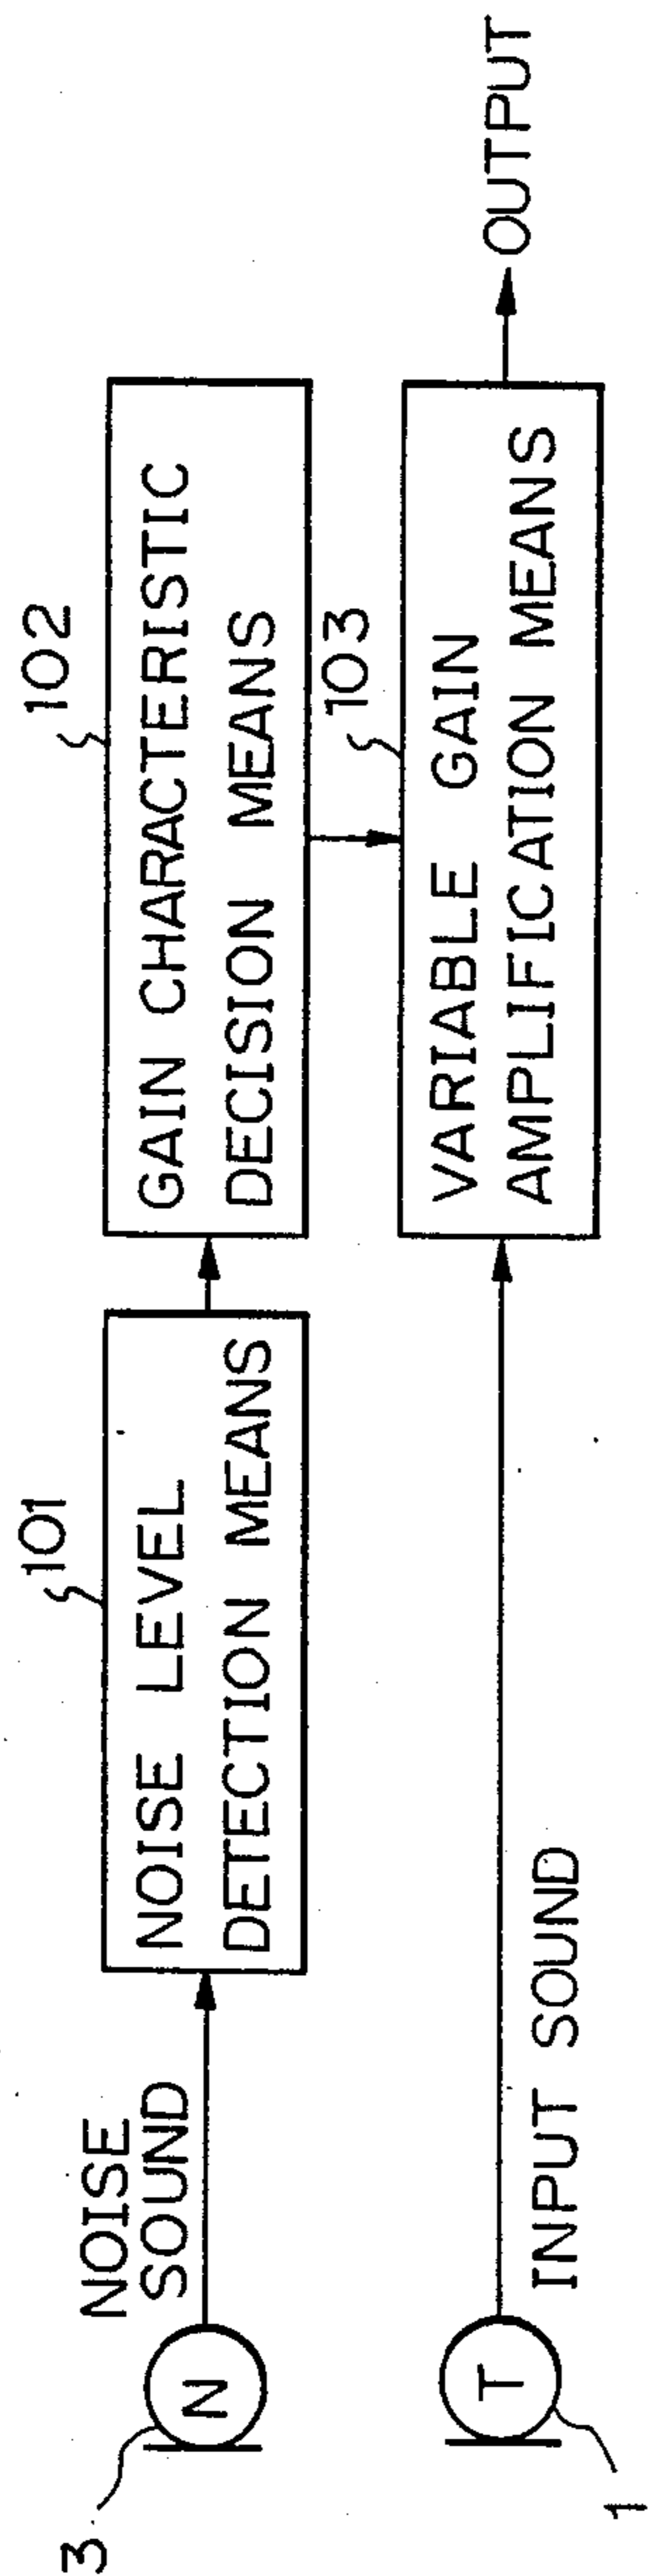 3
N
NOISE
SOUND
101
NOISE LEVEL
DETECTION MEANS
102
GAIN CHARACTERISTIC
DECISION MEANS
1
T
INPUT SOUND
103
VARIABLE GAIN
AMPLIFICATION MEANS
OUTPUT